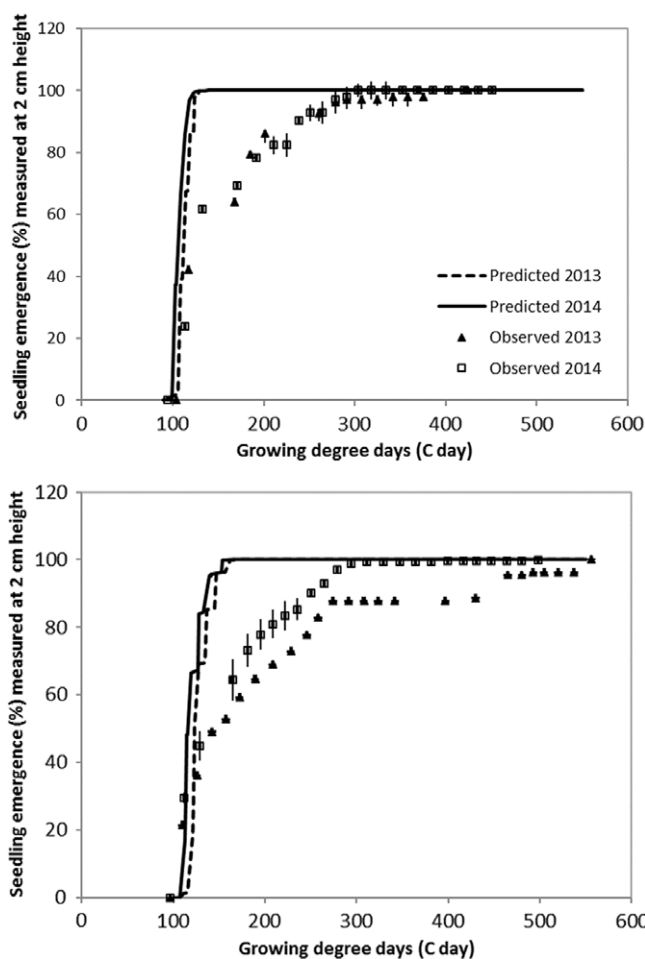 Seedling emergence (%) measured at 2 cm height
120
100
80
60
40
20
0
Predicted 2013
Predicted 2014
Observed 2013
Observed 2014
0 100 200 300 400 500 600
Growing degree days (C day)
Seedling emergence (%) measured at 2 cm height
120
100
80
60
40
20
0
0 100 200 300 400 500 600
Growing degree days (C day)